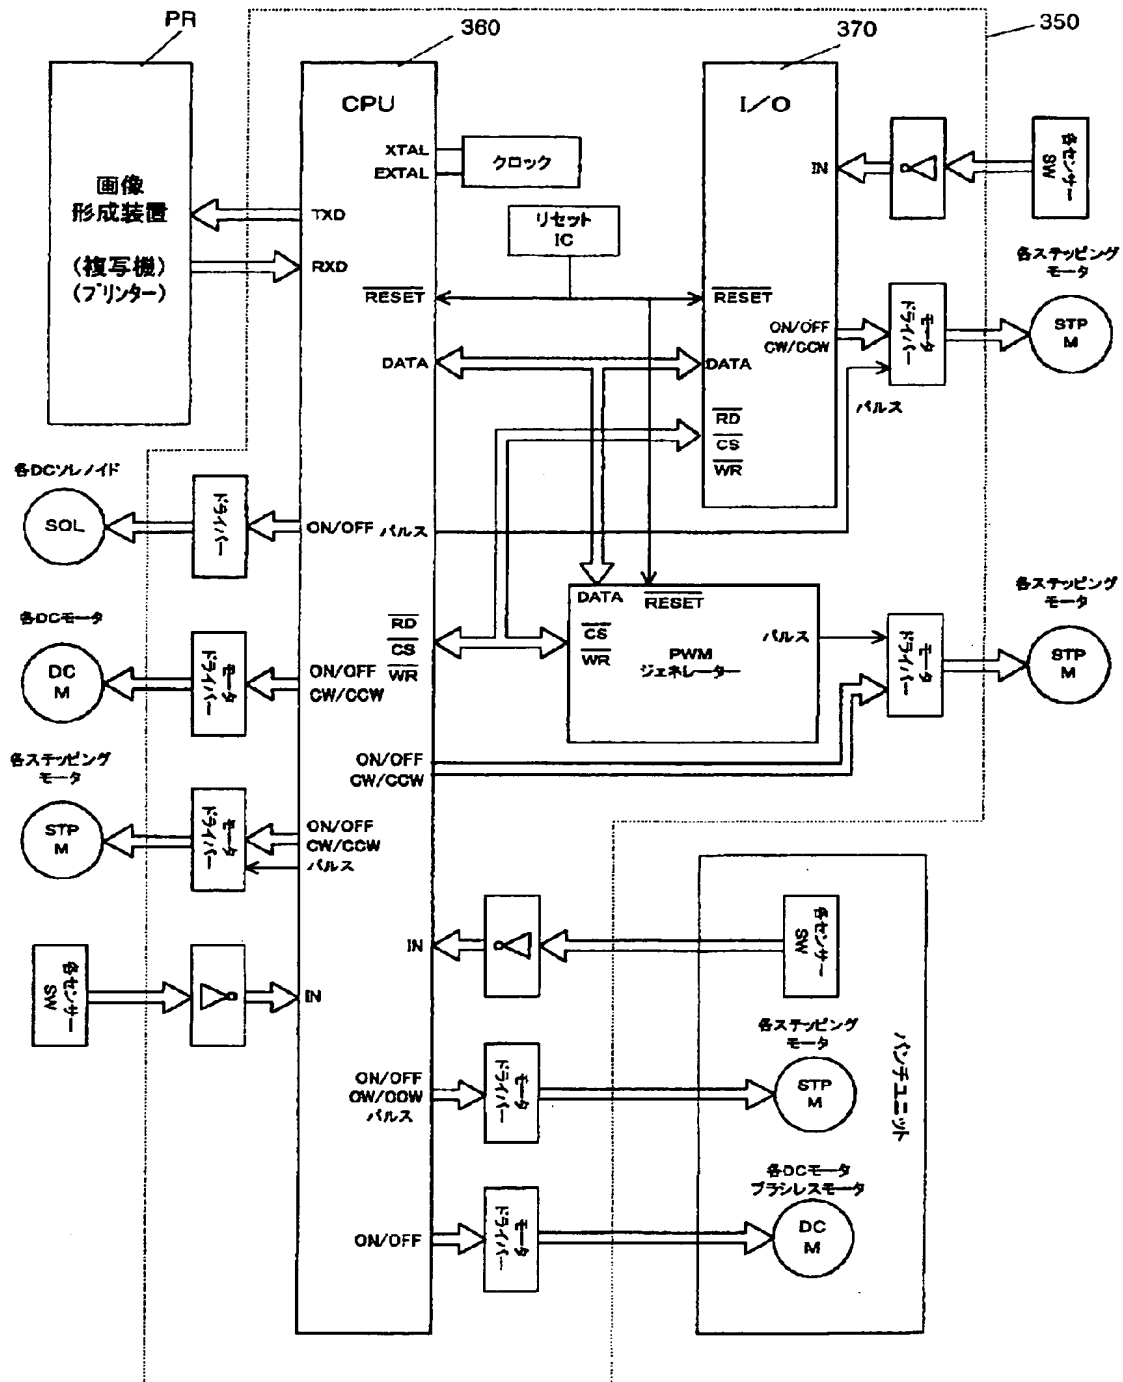 PR
360
370
350
CPU
I/O
XTAL
EXTAL
クロック
IN
各センサー
SW
画像
形成装置
(複写機)
(プリンター)
TXD
RXD
リセット
IC
RESET
RESET
各ステッピング
モータ
ON/OFF
CW/CCW
モータ
ドライバー
STP
M
DATA
DATA
パルス
RD
CS
WR
各DCソレノイド
SOL
ドライバー
ON/OFF
パルス
DATA
RESET
CS
WR
PWM
ジェネレーター
パルス
各ステッピング
モータ
モータ
ドライバー
STP
M
各DCモータ
DC
M
モータ
ドライバー
ON/OFF
CW/CCW
RD
CS
WR
ON/OFF
CW/CCW
各ステッピング
モータ
STP
M
モータ
ドライバー
ON/OFF
CW/CCW
パルス
IN
各センサー
SW
各センサー
SW
IN
各ステッピング
モータ
ON/OFF
CW/CCW
パルス
モータ
ドライバー
STP
M
パンチユニット
各DCモータ
ブラシレスモータ
ON/OFF
モータ
ドライバー
DC
M